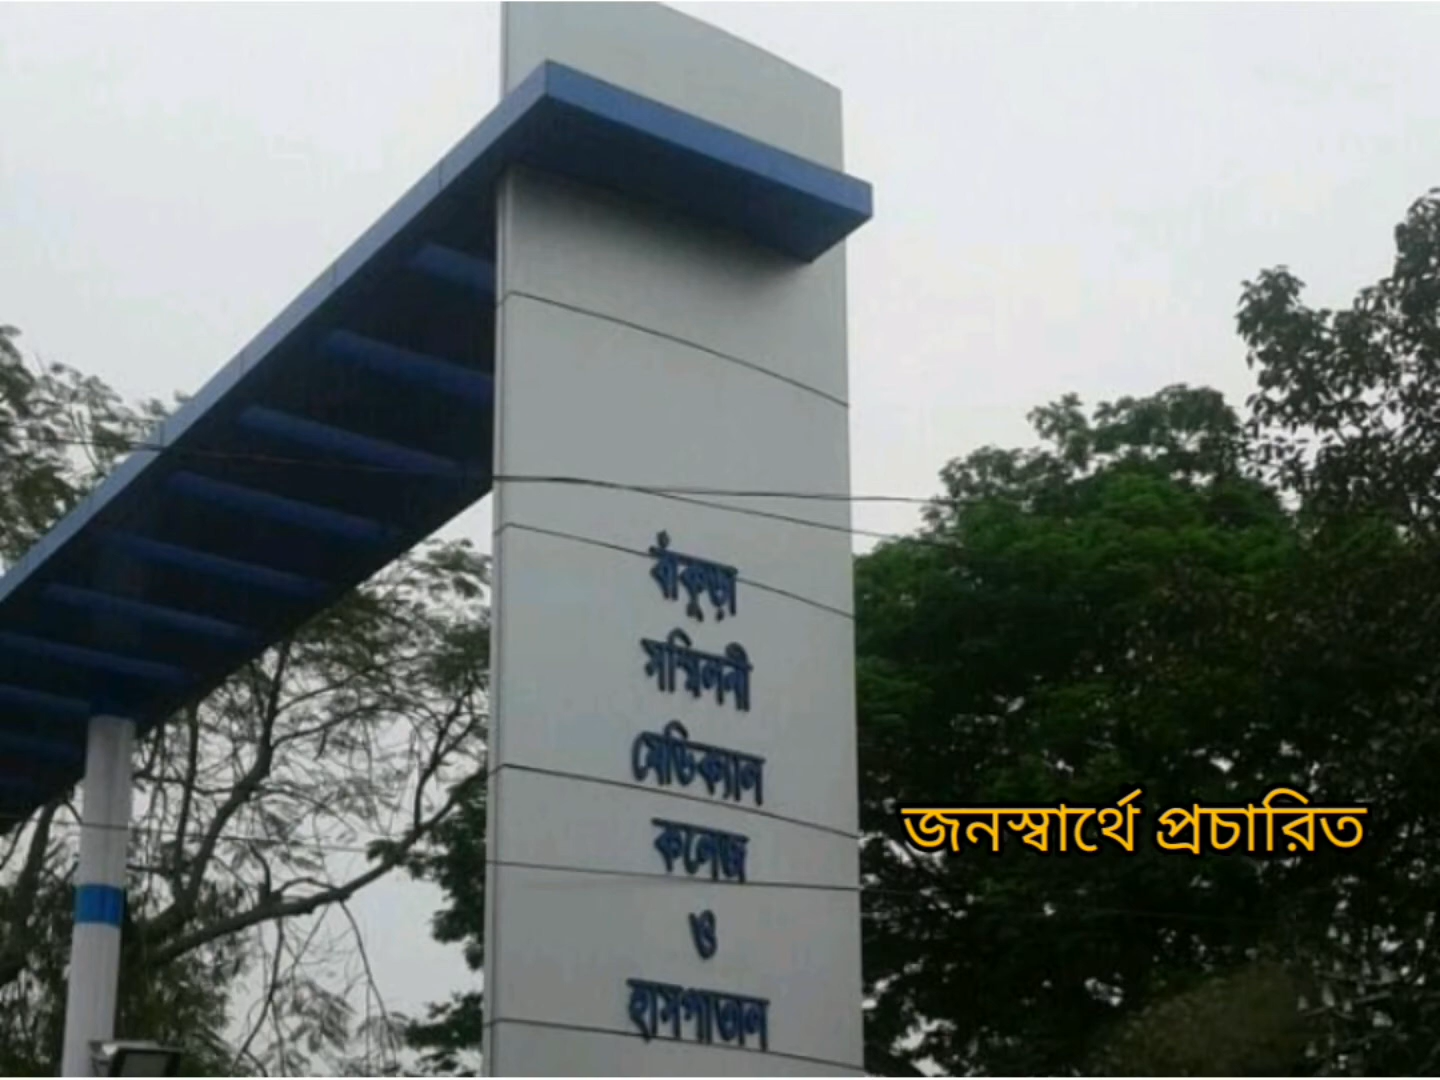 বাঁকুড়া
সম্মিলনী
মেডিক্যাল
কলেজ
ও
হাসপাতাল
জনস্বার্থে প্রচারিত